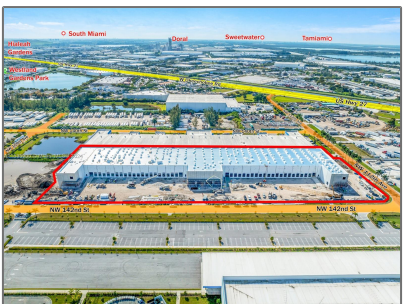 South Miami
Doral
Sweetwater
Tamiami
Hialeah
Gardens
Westland
Gardens Park
US Hwy 27
NW 142nd St
NW 142nd St